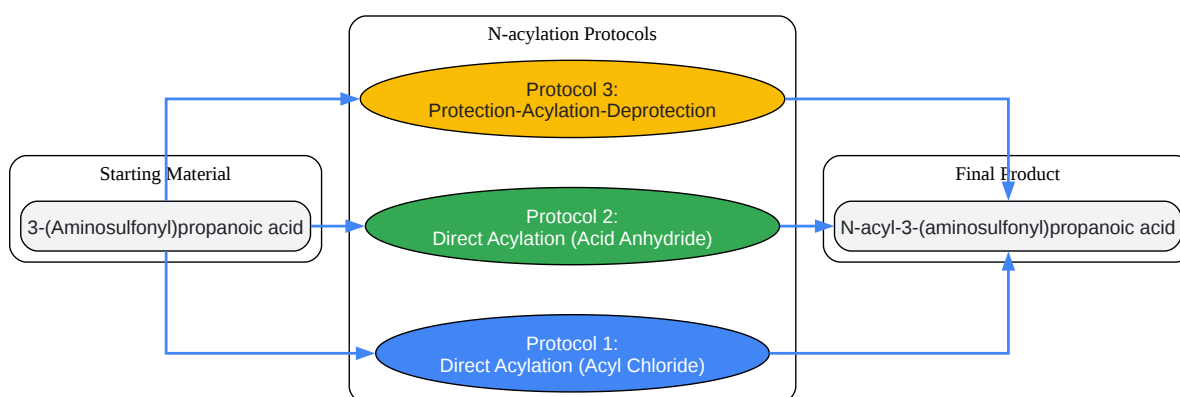 N-acylation Protocols
Protocol 3:
Protection-Acylation-Deprotection
Starting Material
3-(Aminosulfonyl)propanoic acid
Protocol 2:
Direct Acylation (Acid Anhydride)
Final Product
N-acyl-3-(aminosulfonyl)propanoic acid
Protocol 1:
Direct Acylation (Acyl Chloride)